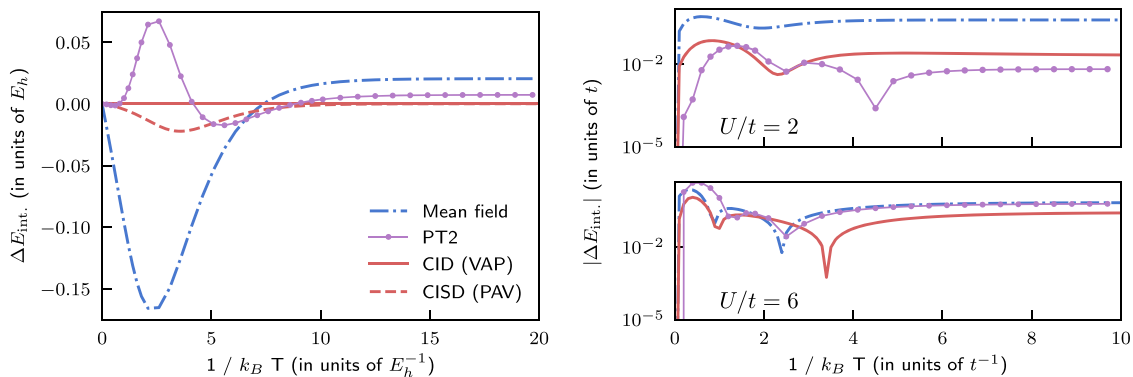 ΔE_int. (in units of E_h)
0.05
0.00
−0.05
−0.10
−0.15
0
5
10
15
20
1 / k_B T (in units of E_h^{-1})
Mean field
PT2
CID (VAP)
CISD (PAV)
|ΔE_int.| (in units of t)
10^{-2}
10^{-5}
U/t = 2
10^{-2}
10^{-5}
U/t = 6
0
2
4
6
8
10
1 / k_B T (in units of t^{-1})